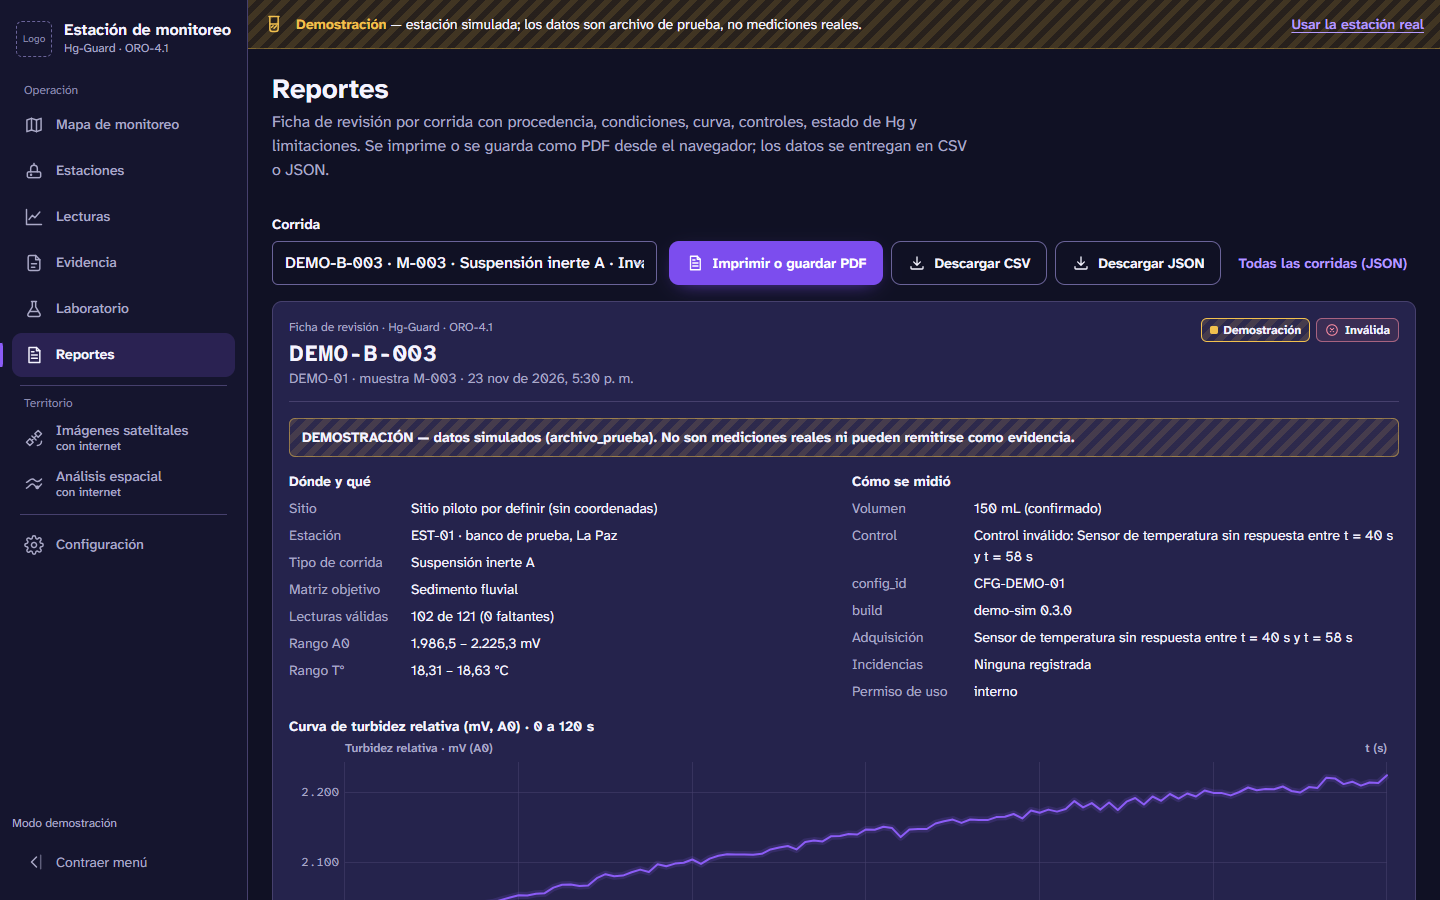 Logo
Estación de monitoreo
Hg-Guard · ORO-4.1
Operación
Mapa de monitoreo
Estaciones
Lecturas
Evidencia
Laboratorio
Reportes
Territorio
Imágenes satelitales
con internet
Análisis espacial
con internet
Configuración
Modo demostración
Contraer menú
Demostración — estación simulada; los datos son archivo de prueba, no mediciones reales.
Usar la estación real
Reportes
Ficha de revisión por corrida con procedencia, condiciones, curva, controles, estado de Hg y
limitaciones. Se imprime o se guarda como PDF desde el navegador; los datos se entregan en CSV
o JSON.
Corrida
DEMO-B-003 · M-003 · Suspensión inerte A · Inv
Imprimir o guardar PDF
Descargar CSV
Descargar JSON
Todas las corridas (JSON)
Ficha de revisión · Hg-Guard · ORO-4.1
Demostración
Inválida
DEMO-B-003
DEMO-01 · muestra M-003 · 23 nov de 2026, 5:30 p. m.
DEMOSTRACIÓN — datos simulados (archivo_prueba). No son mediciones reales ni pueden remitirse como evidencia.
Dónde y qué
Sitio Sitio piloto por definir (sin coordenadas)
Estación EST-01 · banco de prueba, La Paz
Tipo de corrida Suspensión inerte A
Matriz objetivo Sedimento fluvial
Lecturas válidas 102 de 121 (0 faltantes)
Rango A0 1.986,5 – 2.225,3 mV
Rango T° 18,31 – 18,63 °C
Cómo se midió
Volumen 150 mL (confirmado)
Control Control inválido: Sensor de temperatura sin respuesta entre t = 40 s
y t = 58 s
config_id CFG-DEMO-01
build demo-sim 0.3.0
Adquisición Sensor de temperatura sin respuesta entre t = 40 s y t = 58 s
Incidencias Ninguna registrada
Permiso de uso interno
Curva de turbidez relativa (mV, A0) · 0 a 120 s
Turbidez relativa · mV (A0)
t (s)
2.200
2.100